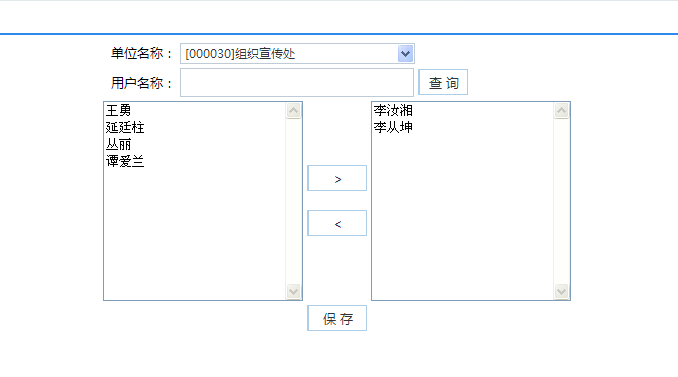 单位名称： [000030]组织宣传处
用户名称： 查 询
王勇
延廷柱
丛丽
谭爱兰
>
<
李汝湘
李从坤
保 存